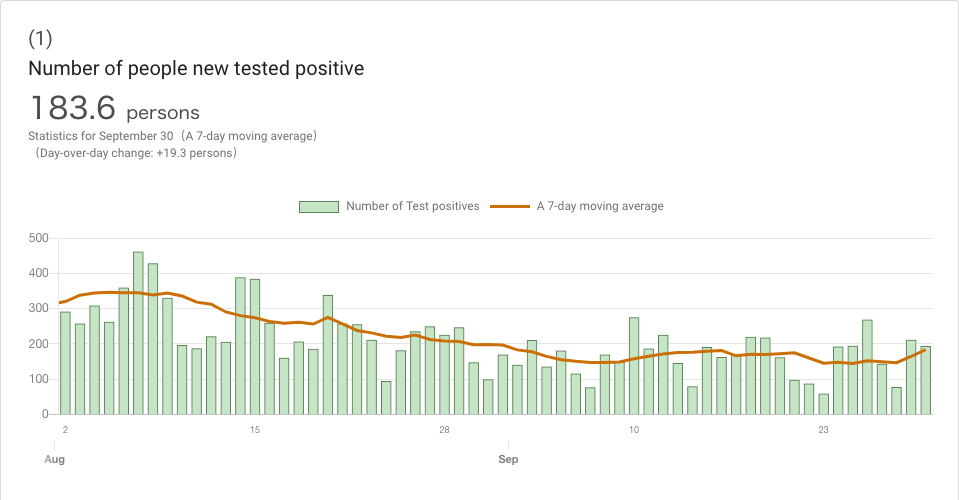 (1)
Number of people new tested positive
183.6 persons
Statistics for September 30（A 7-day moving average）
（Day-over-day change: +19.3 persons）
Number of Test positives A 7-day moving average
500
400
300
200
100
0
2 15 28 10 23
Aug Sep